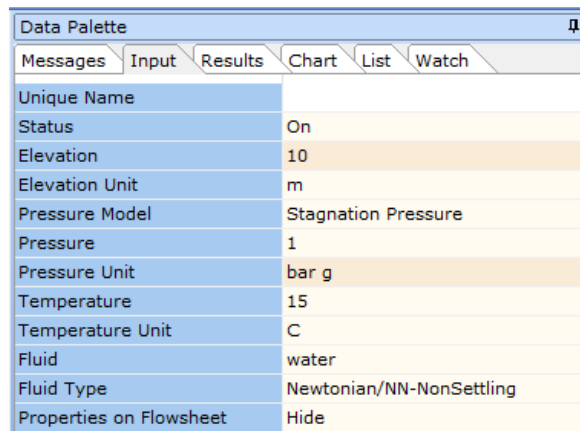 Data Palette
Messages Input Results Chart List Watch
Unique Name
Status On
Elevation 10
Elevation Unit m
Pressure Model Stagnation Pressure
Pressure 1
Pressure Unit bar g
Temperature 15
Temperature Unit C
Fluid water
Fluid Type Newtonian/NN-NonSettling
Properties on Flowsheet Hide